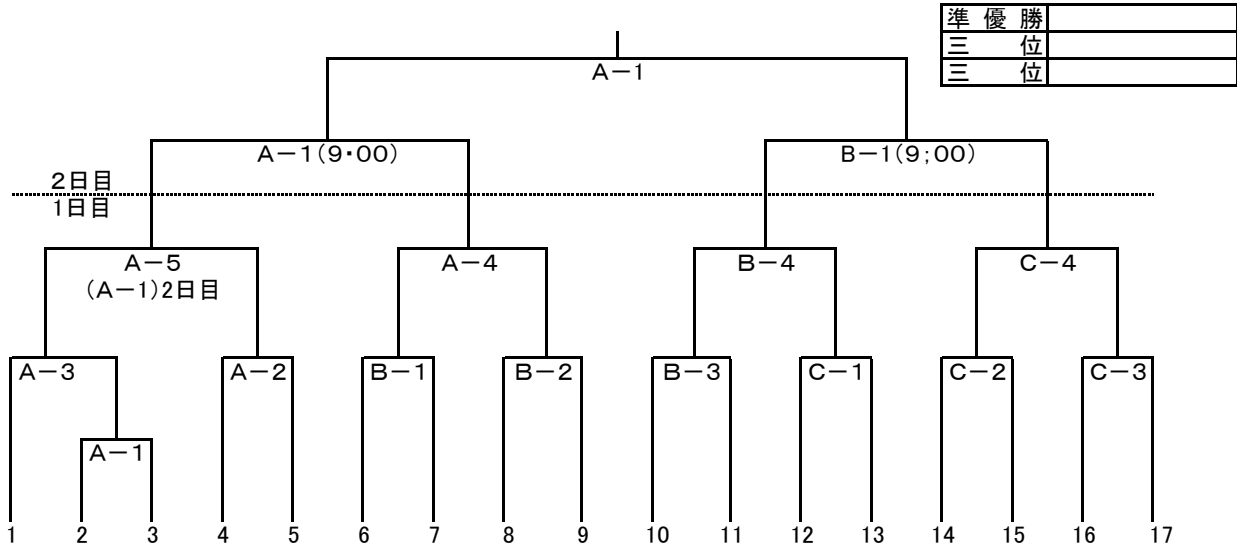 準優勝
三位
三位
A－1
A－1(9・00)
B－1(9;00)
2日目
1日目
A－5
A－4
B－4
C－4
(A－1)2日目
A－3
A－2
B－1
B－2
B－3
C－1
C－2
C－3
A－1
1 2 3 4 5 6 7 8 9 10 11 12 13 14 15 16 17